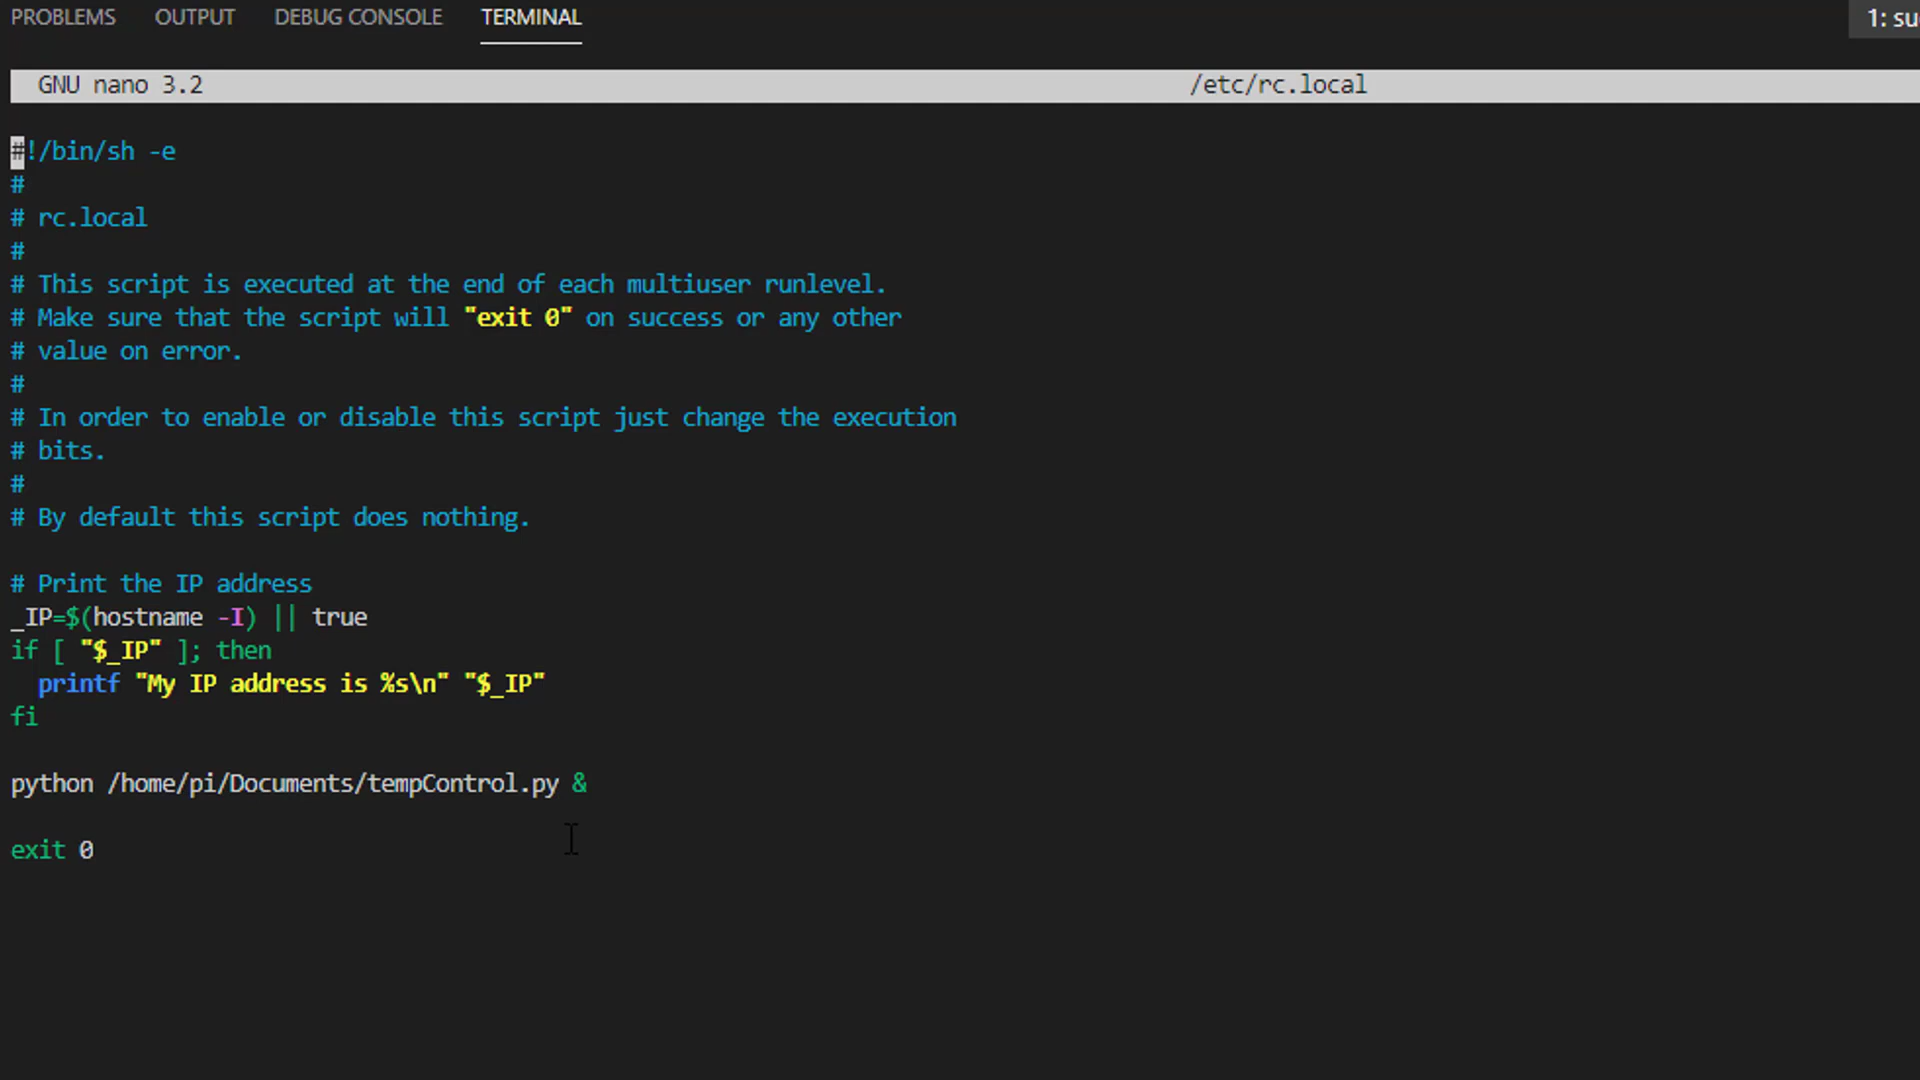 PROBLEMS OUTPUT DEBUG CONSOLE TERMINAL 1: su
GNU nano 3.2 /etc/rc.local
#!/bin/sh -e
#
# rc.local
#
# This script is executed at the end of each multiuser runlevel.
# Make sure that the script will "exit 0" on success or any other
# value on error.
#
# In order to enable or disable this script just change the execution
# bits.
#
# By default this script does nothing.
# Print the IP address
_IP=$(hostname -I) || true
if [ "$_IP" ]; then
  printf "My IP address is %s\n" "$_IP"
fi
python /home/pi/Documents/tempControl.py &
exit 0